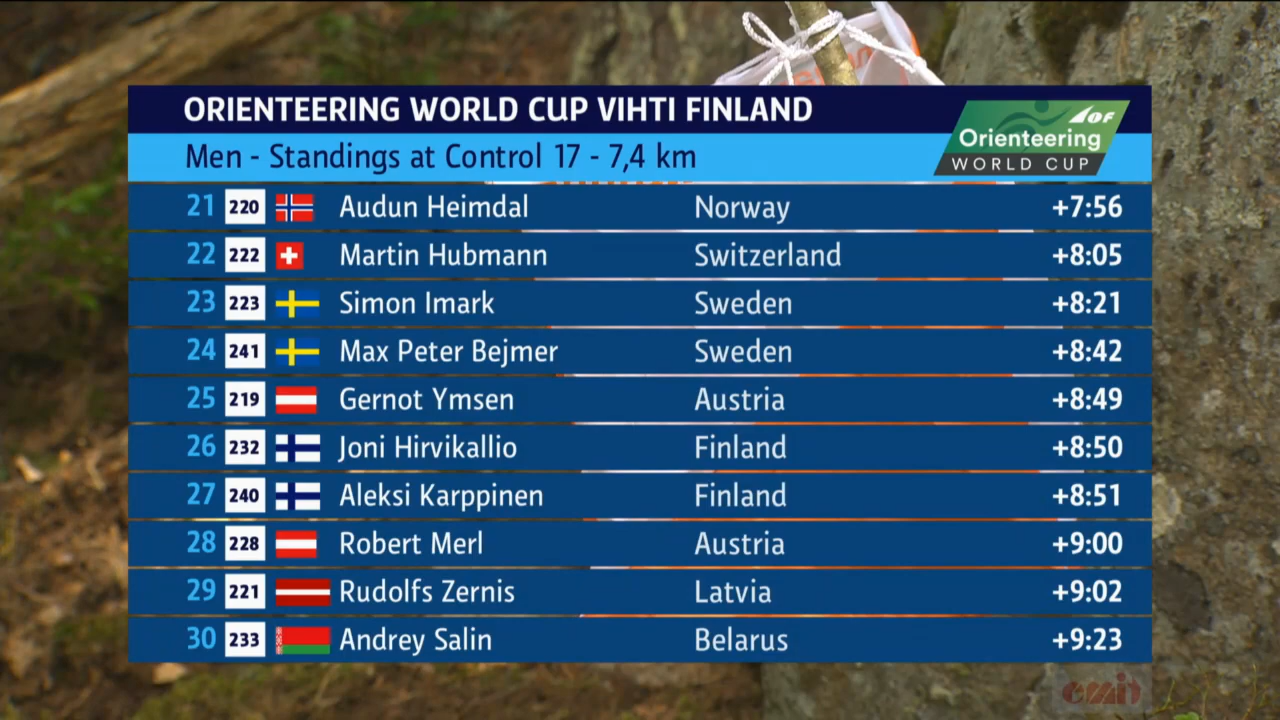 ORIENTEERING WORLD CUP VIHTI FINLAND
Men - Standings at Control 17 - 7,4 km
IOF
Orienteering
WORLD CUP
21 220 Audun Heimdal Norway +7:56
22 222 Martin Hubmann Switzerland +8:05
23 223 Simon Imark Sweden +8:21
24 241 Max Peter Bejmer Sweden +8:42
25 219 Gernot Ymsen Austria +8:49
26 232 Joni Hirvikallio Finland +8:50
27 240 Aleksi Karppinen Finland +8:51
28 228 Robert Merl Austria +9:00
29 221 Rudolfs Zernis Latvia +9:02
30 233 Andrey Salin Belarus +9:23
emit